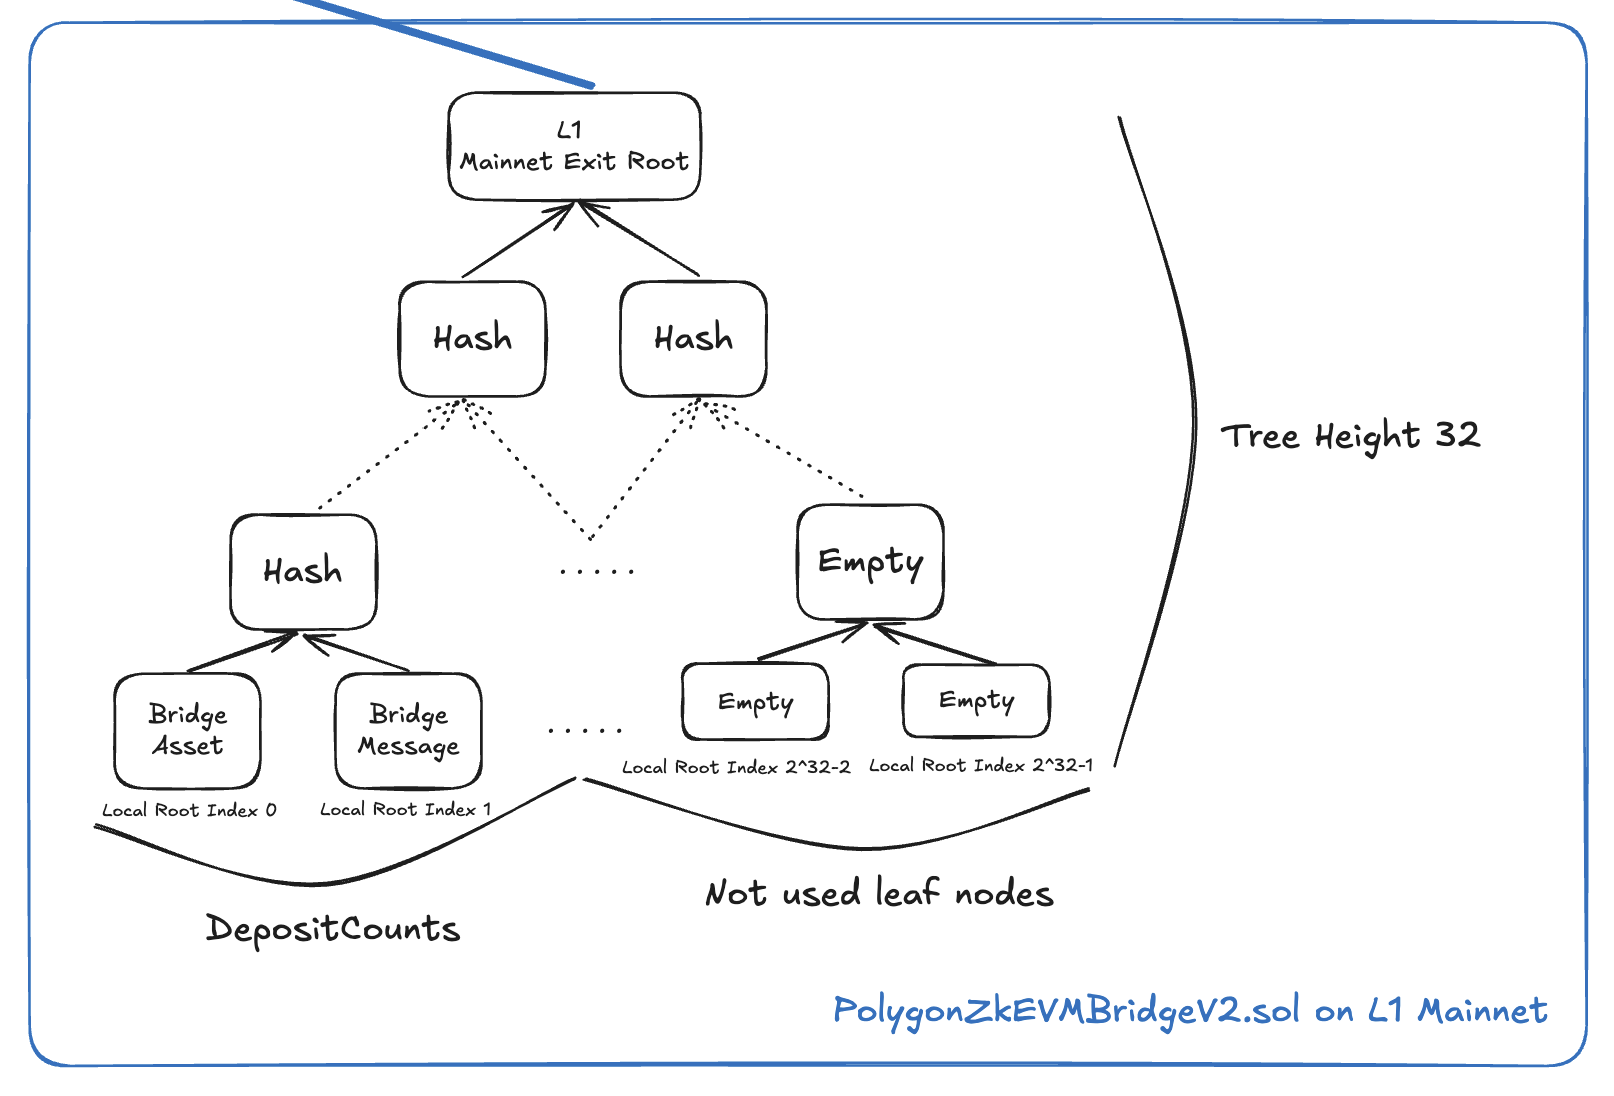 L1
Mainnet Exit Root
Hash
Hash
Tree Height 32
Hash
.....
Empty
Bridge
Asset
Bridge
Message
.....
Empty
Empty
Local Root Index 0
Local Root Index 1
Local Root Index 2^32-2
Local Root Index 2^32-1
DepositCounts
Not used leaf nodes
PolygonZkEVMBridgeV2.sol on L1 Mainnet